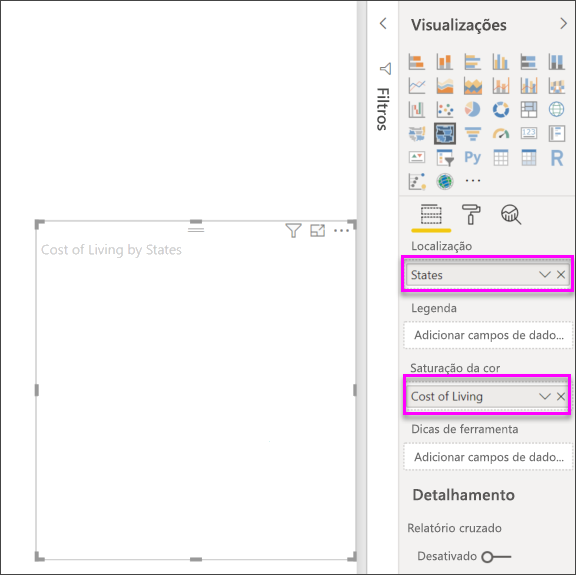 Visualizações
Filtros
123
Py
R
Cost of Living by States
Localização
States
Legenda
Adicionar campos de dado...
Saturação da cor
Cost of Living
Dicas de ferramenta
Adicionar campos de dado...
Detalhamento
Relatório cruzado
Desativado